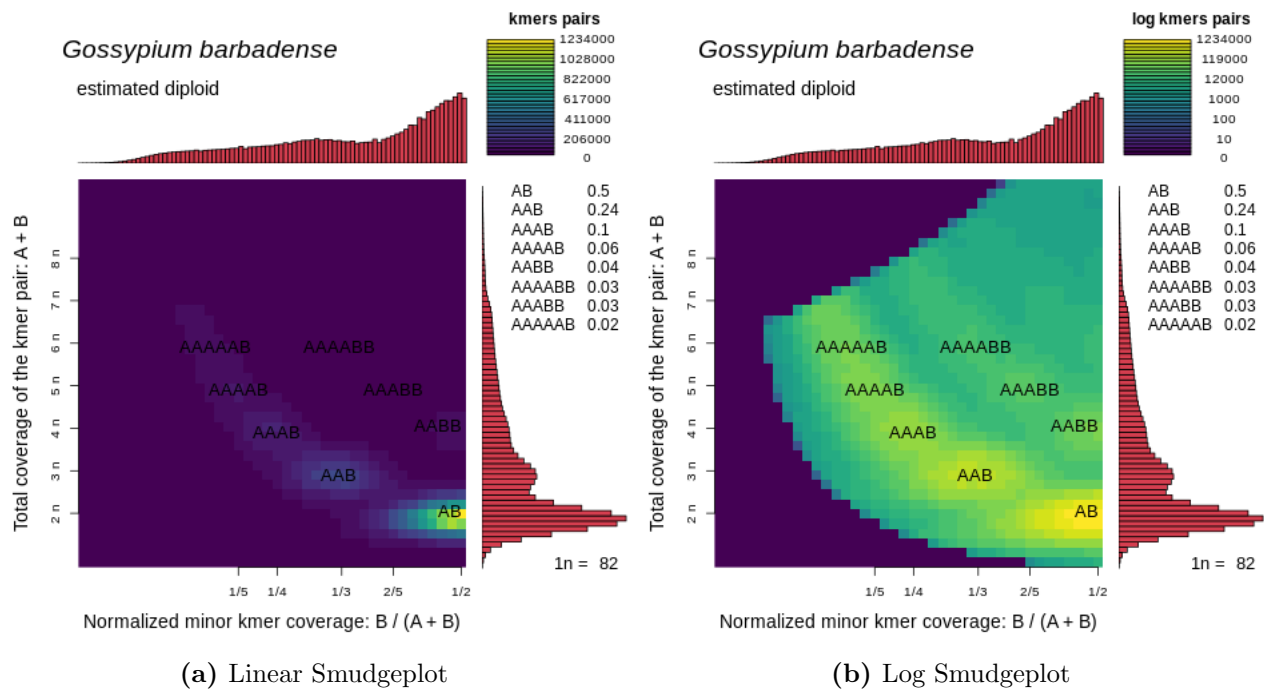 kmers pairs
Gossypium barbadense
estimated diploid
1234000
1028000
822000
617000
411000
206000
0
AB 0.5
AAB 0.24
AAAB 0.1
AAAAB 0.06
AABB 0.04
AAAABB 0.03
AAABB 0.03
AAAAAB 0.02
Total coverage of the kmer pair: A + B
8 n
7 n
6 n
5 n
4 n
3 n
2 n
AAAAAB AAAABB
AAAAB AAABB
AAAB AABB
AAB
AB
1n = 82
1/5 1/4 1/3 2/5 1/2
Normalized minor kmer coverage: B / (A + B)
(a) Linear Smudgeplot
log kmers pairs
Gossypium barbadense
estimated diploid
1234000
119000
12000
1000
100
10
0
AB 0.5
AAB 0.24
AAAB 0.1
AAAAB 0.06
AABB 0.04
AAAABB 0.03
AAABB 0.03
AAAAAB 0.02
Total coverage of the kmer pair: A + B
8 n
7 n
6 n
5 n
4 n
3 n
2 n
AAAAAB AAAABB
AAAAB AAABB
AAAB AABB
AAB
AB
1n = 82
1/5 1/4 1/3 2/5 1/2
Normalized minor kmer coverage: B / (A + B)
(b) Log Smudgeplot